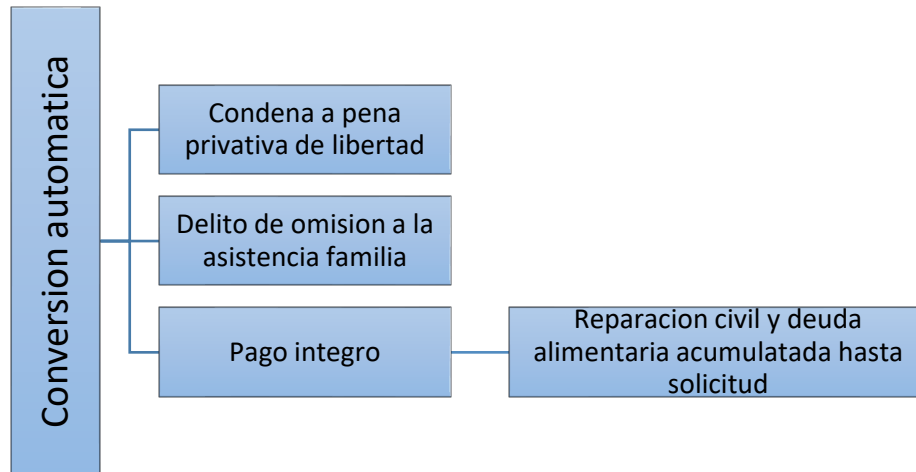 Conversion automatica
Condena a pena
privativa de libertad
Delito de omision a la
asistencia familia
Pago integro
Reparacion civil y deuda
alimentaria acumulatada hasta
solicitud